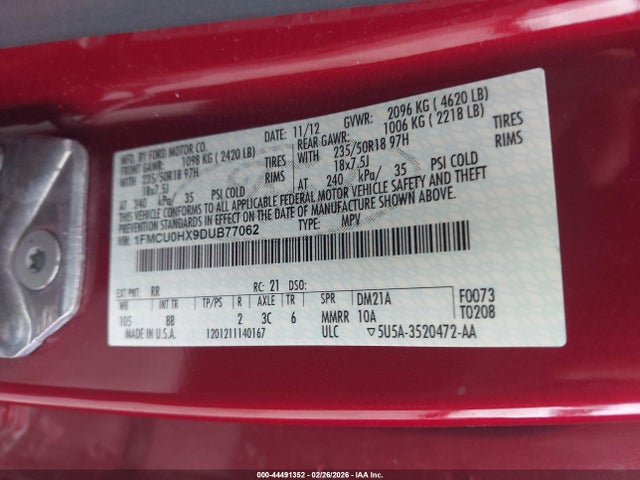 MFD. BY FORD MOTOR CO.
DATE: 11/12 GVWR: 2096 KG ( 4620 LB)
FRONT GAWR: 1098 KG ( 2420 LB) REAR GAWR: 1006 KG ( 2218 LB)
WITH 235/50R18 97H TIRES WITH 235/50R18 97H TIRES
18x7.5J RIMS 18x7.5J RIMS
AT 240 kPa/ 35 PSI COLD AT 240 kPa/ 35 PSI COLD
THIS VEHICLE CONFORMS TO ALL APPLICABLE FEDERAL MOTOR VEHICLE SAFETY AND THEFT
PREVENTION STANDARDS IN EFFECT ON THE DATE OF MANUFACTURE SHOWN ABOVE.
VIN: 1FMCU0HX9DUB77062 TYPE: MPV
EXT PNT: RR RC: 21 DSO:
WB INT TR TP/PS R AXLE TR SPR DM21A F0073
105 8B 2 3C 6 MMRR 10A T0208
MADE IN U.S.A. 1201211140167 ULC 5U5A-3520472-AA
000-44491352 | 02/26/2026 | IAA Inc.